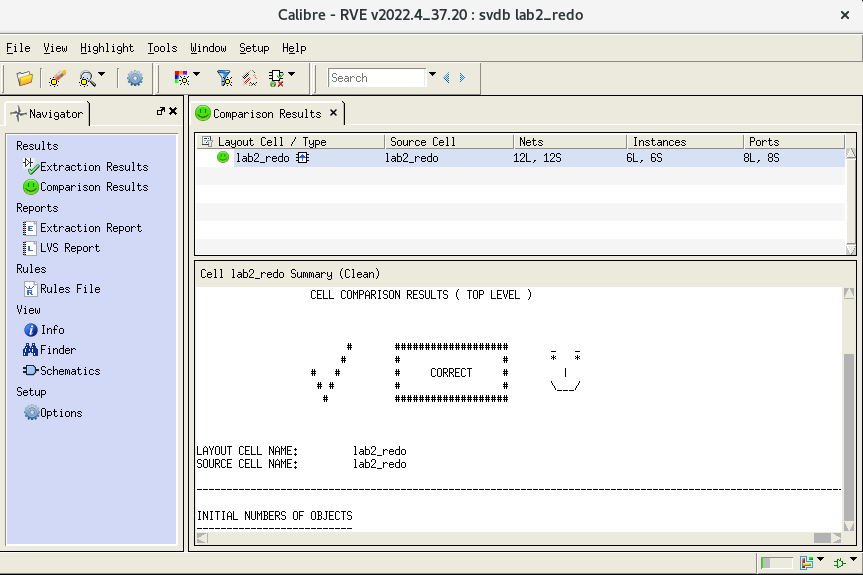 Calibre - RVE v2022.4_37.20 : svdb lab2_redo
File View Highlight Tools Window Setup Help
Search
Navigator
Results
Extraction Results
Comparison Results
Reports
Extraction Report
LVS Report
Rules
Rules File
View
Info
Finder
Schematics
Setup
Options
Comparison Results
Layout Cell / Type Source Cell Nets Instances Ports
lab2_redo lab2_redo 12L, 12S 6L, 6S 8L, 8S
Cell lab2_redo Summary (Clean)
CELL COMPARISON RESULTS ( TOP LEVEL )
# ################### _ _
# # # * *
# # # CORRECT # |
# # # # \___/
# ###################
LAYOUT CELL NAME: lab2_redo
SOURCE CELL NAME: lab2_redo
INITIAL NUMBERS OF OBJECTS